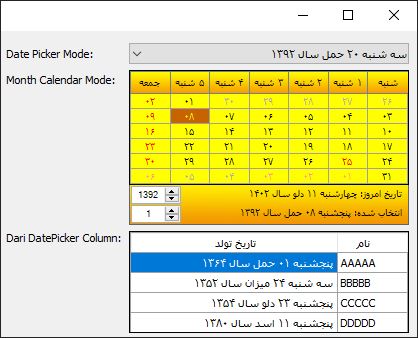 Date Picker Mode: سه شنبه ۲۰ حمل سال ۱۳۹۲
Month Calendar Mode:
شنبه ۱ شنبه ۲ شنبه ۳ شنبه ۴ شنبه ۵ شنبه جمعه
۲۶ ۲۷ ۲۸ ۲۹ ۳۰ ۰۱ ۰۲
۰۳ ۰۴ ۰۵ ۰۶ ۰۷ ۰۸ ۰۹
۱۰ ۱۱ ۱۲ ۱۳ ۱۴ ۱۵ ۱۶
۱۷ ۱۸ ۱۹ ۲۰ ۲۱ ۲۲ ۲۳
۲۴ ۲۵ ۲۶ ۲۷ ۲۸ ۲۹ ۳۰
۳۱ ۰۱ ۰۲ ۰۳ ۰۴ ۰۵ ۰۶
تاریخ امروز: چهارشنبه ۱۱ دلو سال ۱۴۰۲ 1392
انتخاب شده: پنجشنبه ۰۸ حمل سال ۱۳۹۲ 1
Dari DatePicker Column:
نام تاریخ تولد
AAAAA پنجشنبه ۰۱ حمل سال ۱۳۶۴
BBBBB سه شنبه ۲۴ میزان سال ۱۳۵۲
CCCCC پنجشنبه ۲۳ دلو سال ۱۳۵۴
DDDDD پنجشنبه ۱۱ اسد سال ۱۳۸۰